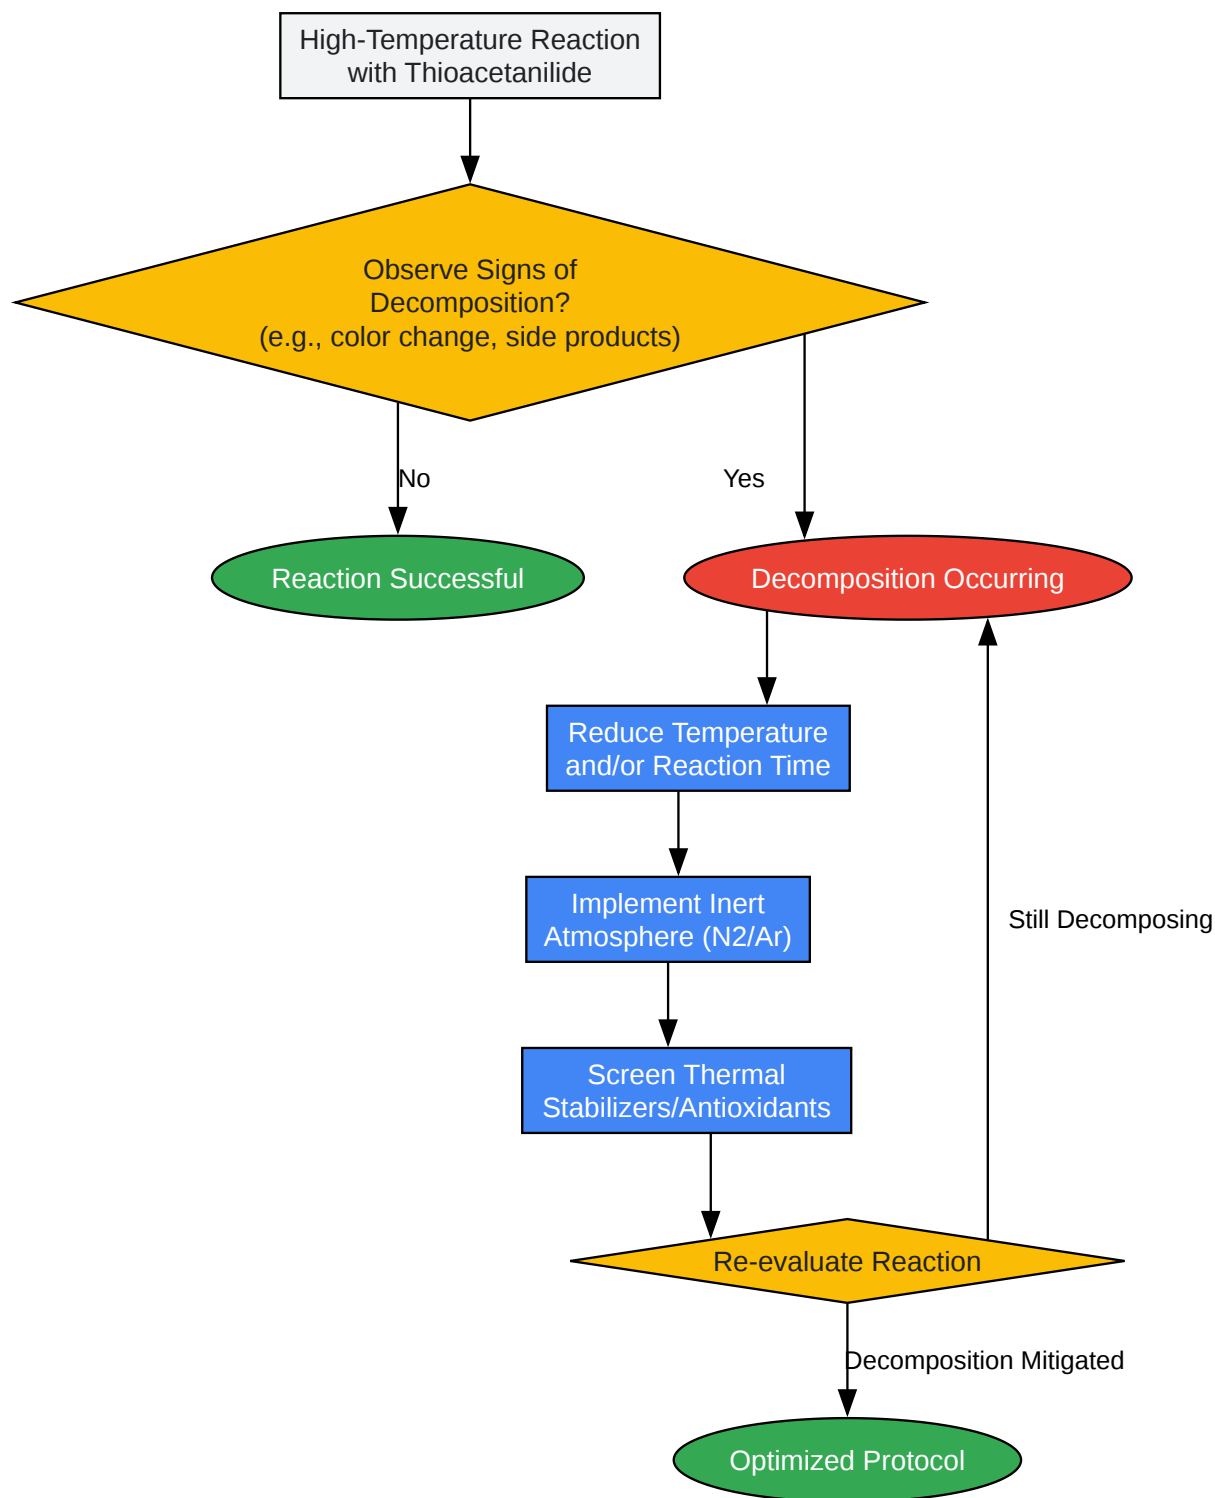 High-Temperature Reaction
with Thioacetanilide
Observe Signs of
Decomposition?
(e.g., color change, side products)
No
Yes
Reaction Successful
Decomposition Occurring
Reduce Temperature
and/or Reaction Time
Implement Inert
Atmosphere (N2/Ar)
Still Decomposing
Screen Thermal
Stabilizers/Antioxidants
Re-evaluate Reaction
Decomposition Mitigated
Optimized Protocol